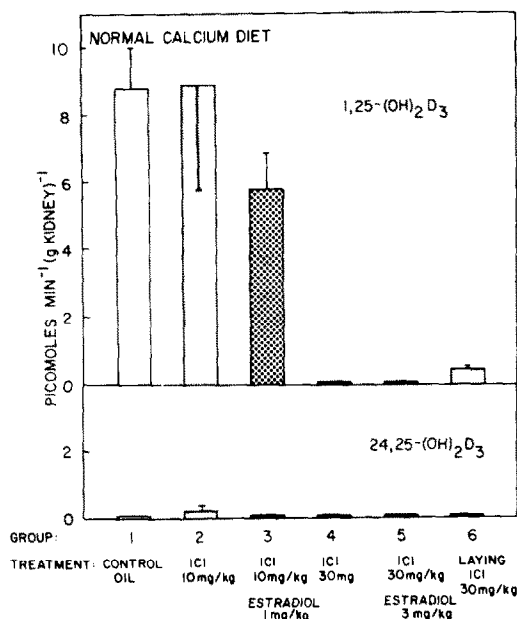 NORMAL CALCIUM DIET
1,25-(OH)2D3
PICOMOLES MIN-1 (g KIDNEY)-1
10
8
6
4
2
0
24,25-(OH)2D3
2
0
GROUP: 1 2 3 4 5 6
TREATMENT: CONTROL OIL
ICI 10mg/kg
ICI 10mg/kg
ICI 30mg
ICI 30mg/kg
LAYING ICI 30mg/kg
ESTRADIOL 1mg/kg
ESTRADIOL 3mg/kg